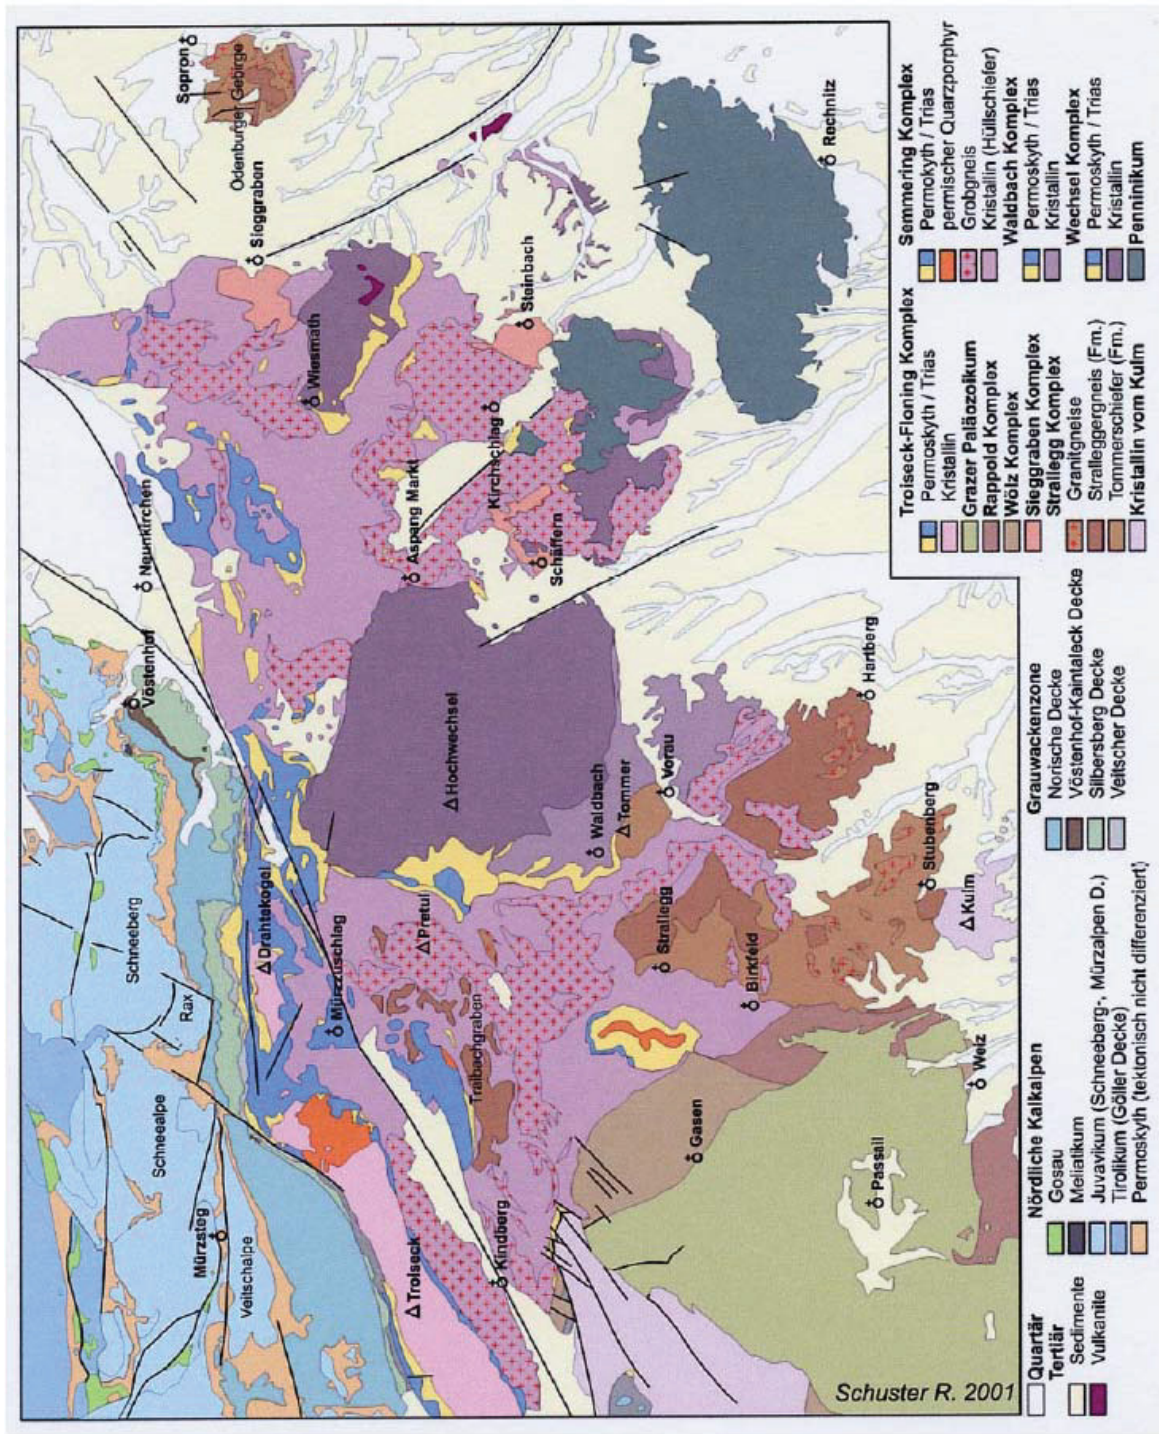 Sopron
Ödenburger Gebirge
Sieggraben
Rechnitz
Steinbach
Wiesmath
Kirchschlag
Neunkirchen
Aspang Markt
Schäffern
Vöstenhof
Hartberg
Hochwechsel
Vorau
Tommer
Waldbach
Schneeberg
Drahtekogel
Stubenberg
Pretul
Strallegg
Kulm
Rax
Mürzzuschlag
Birkfeld
Traibachgraben
Weiz
Schneealpe
Gasen
Passail
Mürzsteg
Veitschalpe
Troiseck
Kindberg
Schuster R. 2001
Quartär
Tertiär
Sedimente
Vulkanite
Nördliche Kalkalpen
Gosau
Meliatikum
Juvavikum (Schneeberg-, Mürzalpen D.)
Tirolikum (Göller Decke)
Permoskyth (tektonisch nicht differenziert)
Grauwackenzone
Norische Decke
Vöstenhof-Kaintaleck Decke
Silbersberg Decke
Veitscher Decke
Troiseck-Floning Komplex
Permoskyth / Trias
Kristallin
Grazer Paläozoikum
Rappold Komplex
Wölz Komplex
Sieggraben Komplex
Strallegg Komplex
Granitgneise
Stralleggergneis (Fm.)
Tommerschiefer (Fm.)
Kristallin vom Kulm
Semmering Komplex
Permokyth / Trias
permischer Quarzporphyr
Grobgneis
Kristallin (Hüllschiefer)
Waldbach Komplex
Permoskyth / Trias
Kristallin
Wechsel Komplex
Permoskyth / Trias
Kristallin
Penninikum